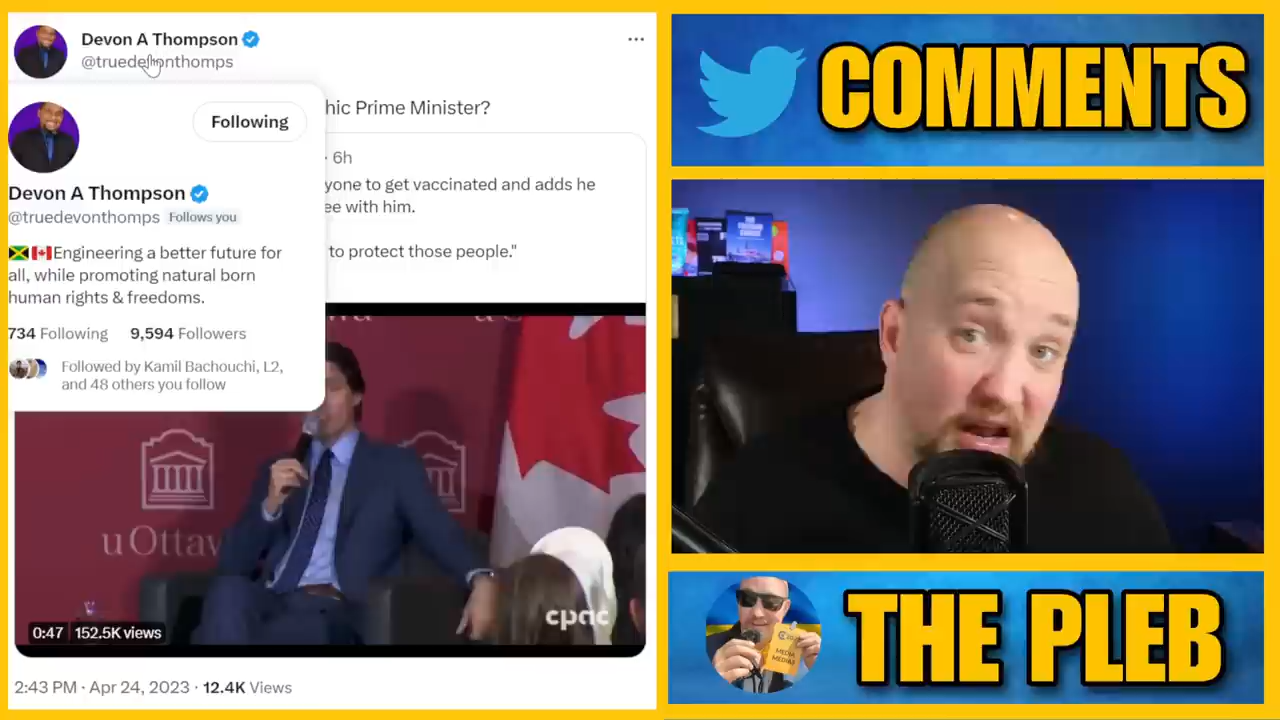 Devon A Thompson
@truedevonthomps
hic Prime Minister?
Following
· 6h
Devon A Thompson
@truedevonthomps Follows you
yone to get vaccinated and adds he
ee with him.
🇯🇲🇨🇦Engineering a better future for
all, while promoting natural born
human rights & freedoms.
to protect those people."
734 Following 9,594 Followers
Followed by Kamil Bachouchi, L2,
and 48 others you follow
uOttaw
cpac
0:47 152.5K views
2:43 PM · Apr 24, 2023 · 12.4K Views
COMMENTS
MEDIA
THE PLEB